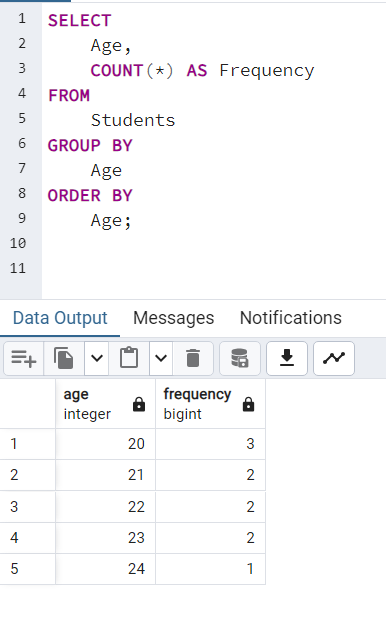 1 SELECT
2 Age,
3 COUNT(*) AS Frequency
4 FROM
5 Students
6 GROUP BY
7 Age
8 ORDER BY
9 Age;
10
11
Data Output Messages Notifications
age frequency
integer bigint
1 20 3
2 21 2
3 22 2
4 23 2
5 24 1